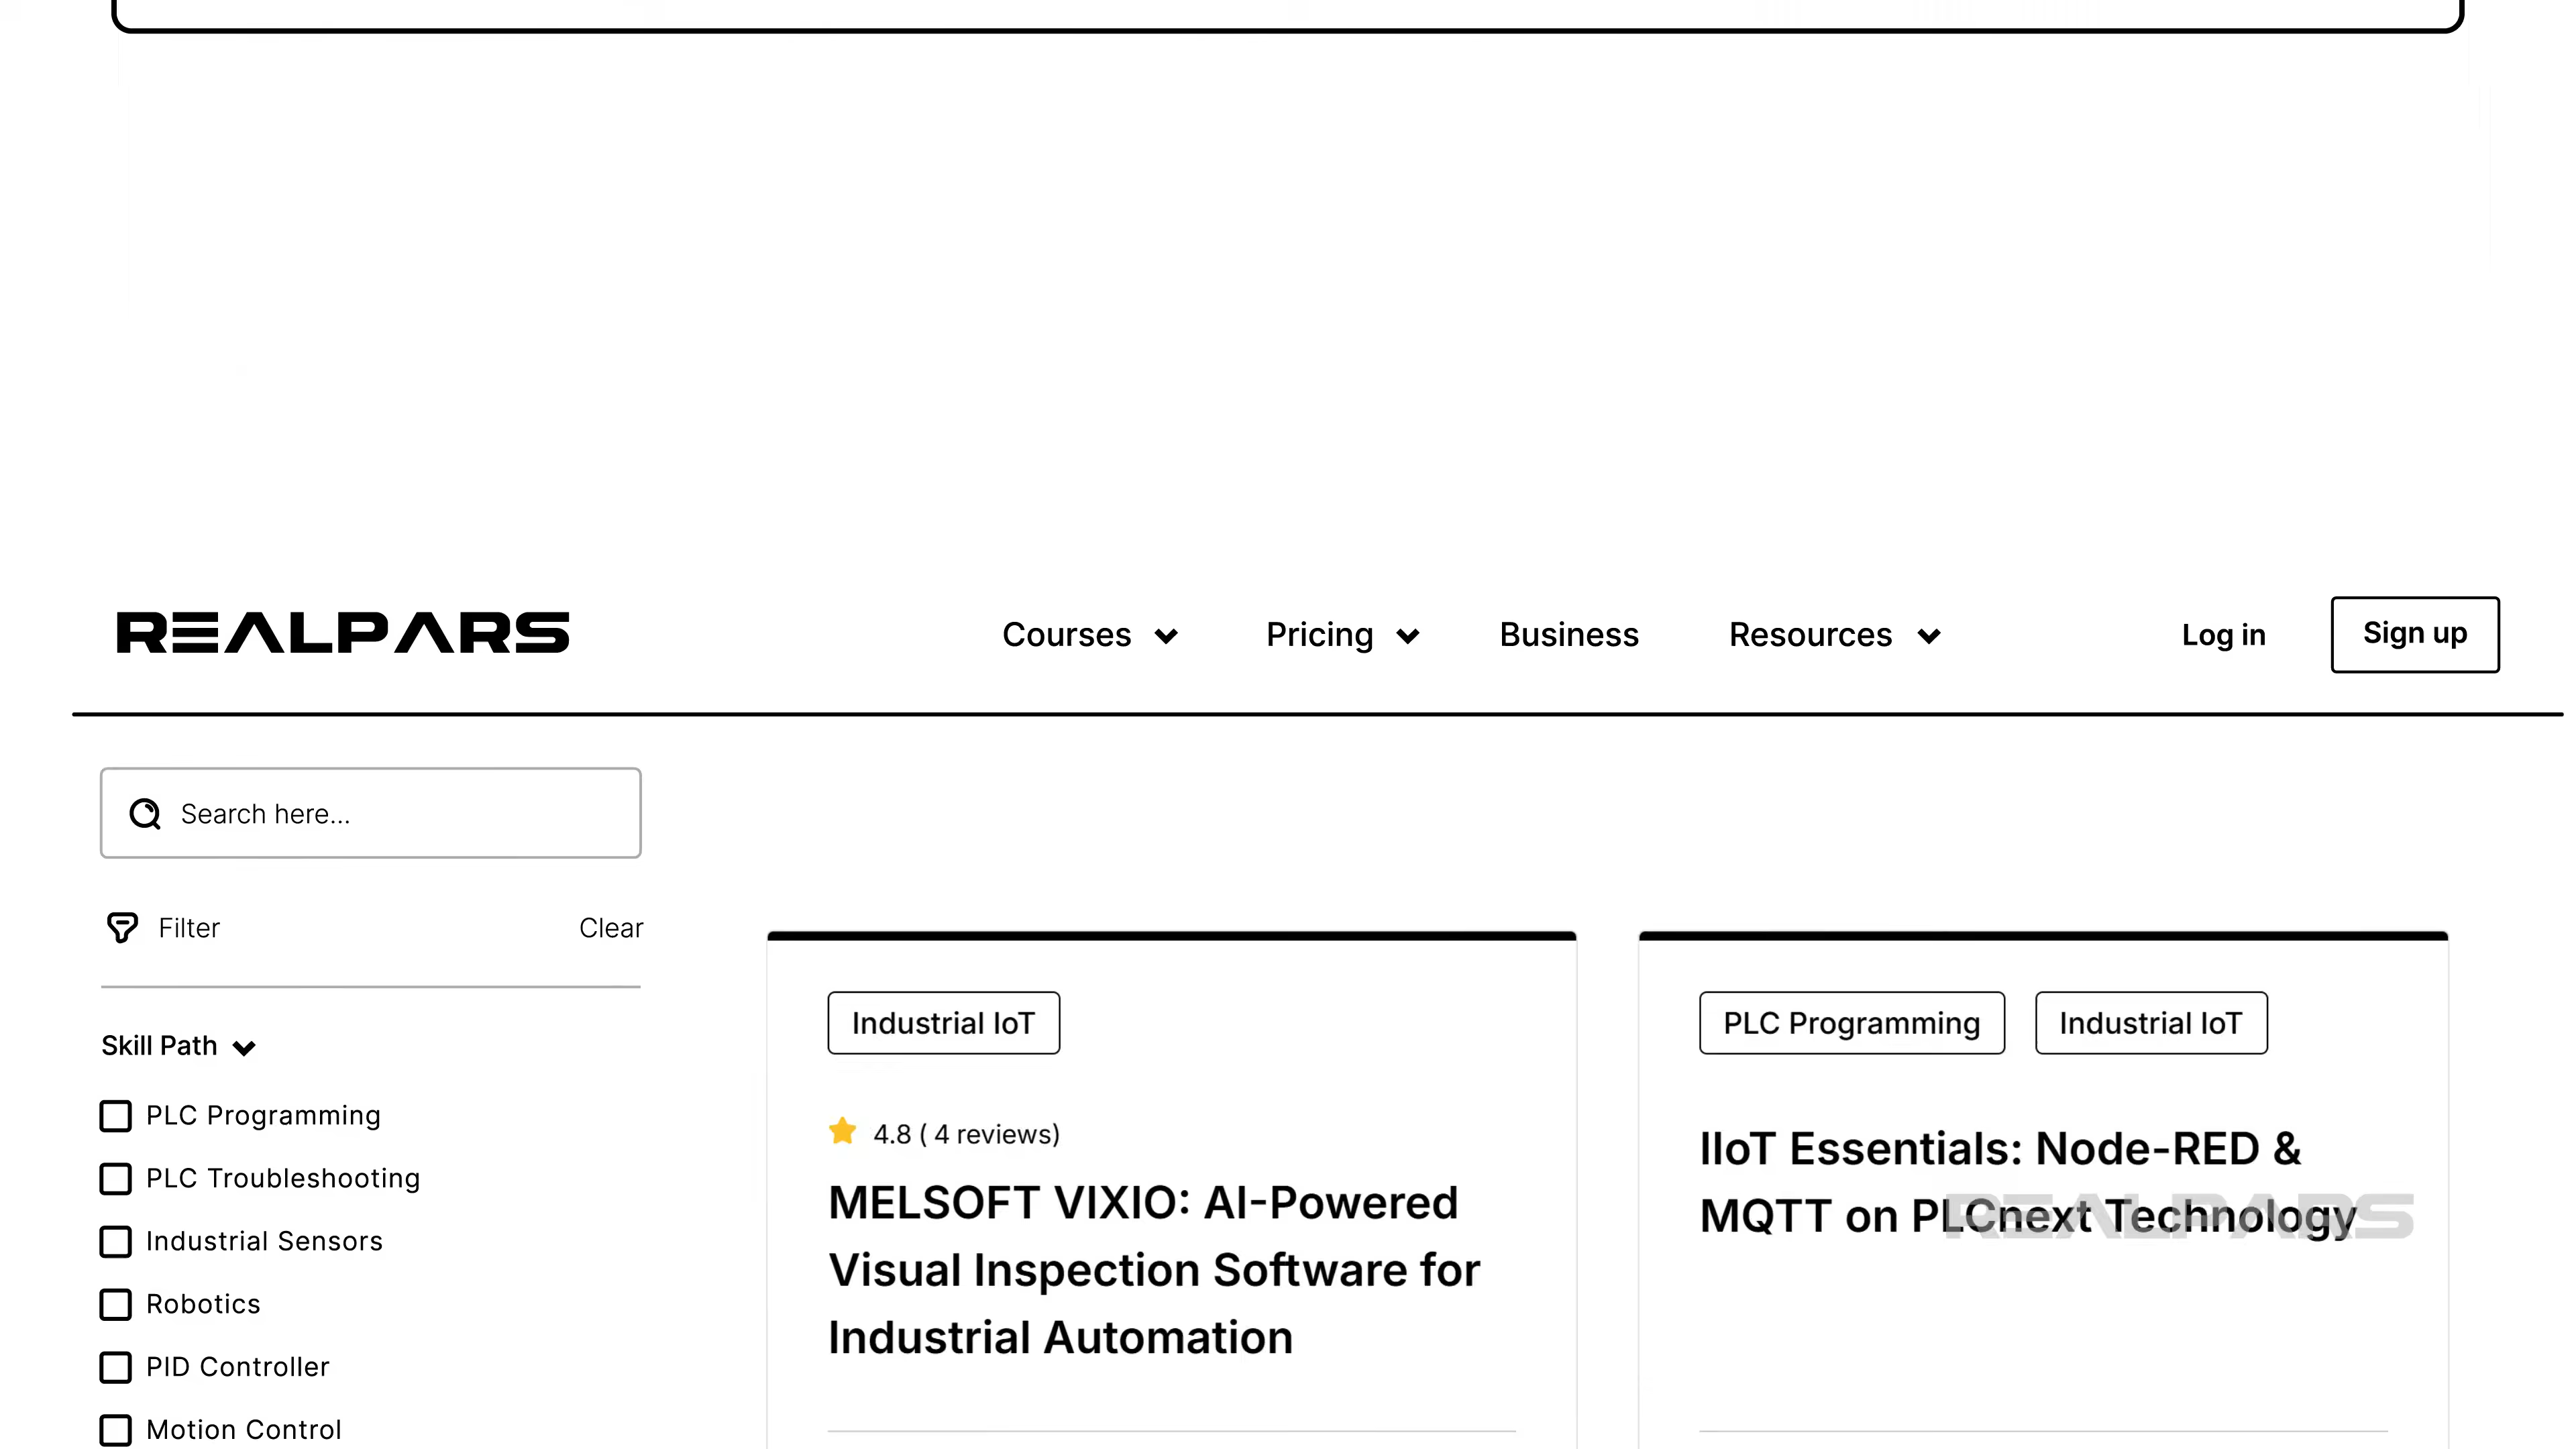 REALPARS
Courses
Pricing
Business
Resources
Log in
Sign up
Search here...
Filter
Clear
Skill Path
PLC Programming
PLC Troubleshooting
Industrial Sensors
Robotics
PID Controller
Motion Control
Industrial IoT
4.8 ( 4 reviews)
MELSOFT VIXIO: AI-Powered
Visual Inspection Software for
Industrial Automation
PLC Programming
Industrial IoT
IIoT Essentials: Node-RED &
MQTT on PLCnext Technology
REALPARS